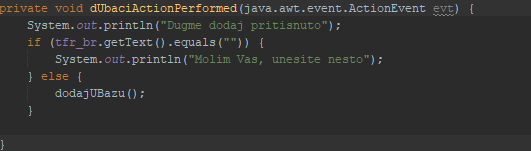 private void dUbaciActionPerformed(java.awt.event.ActionEvent evt) {
System.out.println("Dugme dodaj pritisnuto");
if (tfr_br.getText().equals("")) {
System.out.println("Molim Vas, unesite nesto");
} else {
dodajUBazu();
}
}